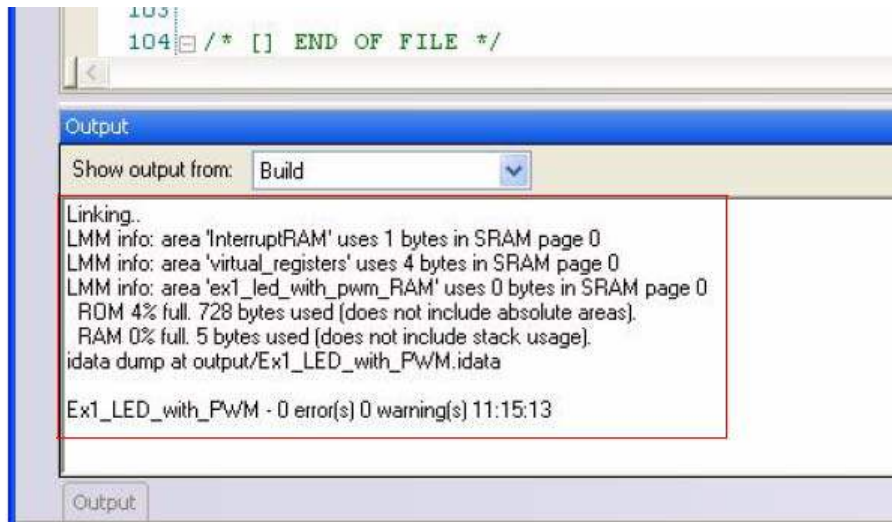 103
104 /* [] END OF FILE */
Output
Show output from: Build
Linking..
LMM info: area 'InterruptRAM' uses 1 bytes in SRAM page 0
LMM info: area 'virtual_registers' uses 4 bytes in SRAM page 0
LMM info: area 'ex1_led_with_pwm_RAM' uses 0 bytes in SRAM page 0
ROM 4% full. 728 bytes used (does not include absolute areas).
RAM 0% full. 5 bytes used (does not include stack usage).
idata dump at output/Ex1_LED_with_PWM.idata
Ex1_LED_with_PWM - 0 error(s) 0 warning(s) 11:15:13
Output